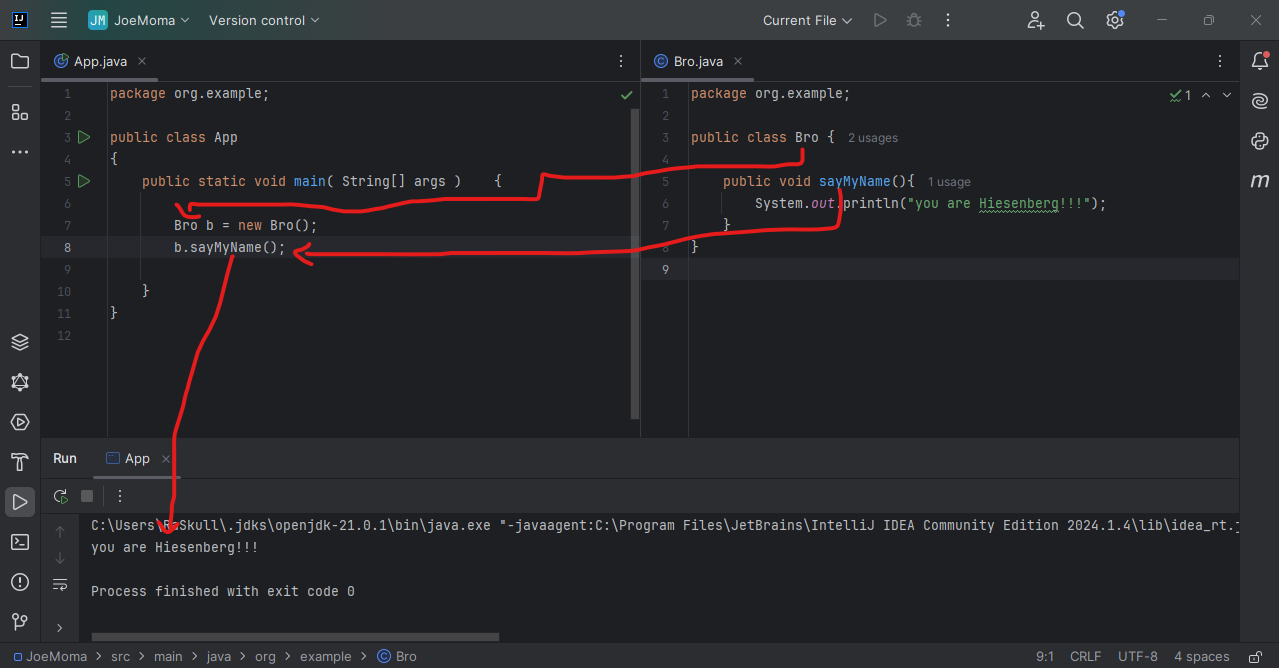 JM JoeMoma Version control Current File
App.java
1 package org.example;
2
3 public class App
4 {
5 public static void main( String[] args ) {
6
7 Bro b = new Bro();
8 b.sayMyName();
9
10 }
11 }
12
Bro.java
1 package org.example; 1
2
3 public class Bro { 2 usages
4
5 public void sayMyName(){ 1 usage
6 System.out.println("you are Hiesenberg!!!");
7 }
8 }
9
m
Run App
C:\Users\ReSkull\.jdks\openjdk-21.0.1\bin\java.exe "-javaagent:C:\Program Files\JetBrains\IntelliJ IDEA Community Edition 2024.1.4\lib\idea_rt.
you are Hiesenberg!!!
Process finished with exit code 0
JoeMoma > src > main > java > org > example > Bro 9:1 CRLF UTF-8 4 spaces